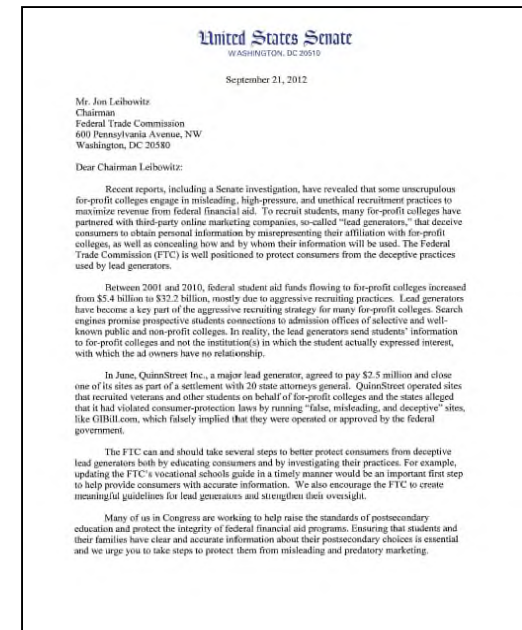 United States Senate
WASHINGTON, DC 20510
September 21, 2012
Mr. Jon Leibowitz
Chairman
Federal Trade Commission
600 Pennsylvania Avenue, NW
Washington, DC 20580
Dear Chairman Leibowitz:
Recent reports, including a Senate investigation, have revealed that some unscrupulous
for-profit colleges engage in misleading, high-pressure, and unethical recruitment practices to
maximize revenue from federal financial aid. To recruit students, many for-profit colleges have
partnered with third-party online marketing companies, so-called “lead generators,” that deceive
consumers to obtain personal information by misrepresenting their affiliation with for-profit
colleges, as well as concealing how and by whom their information will be used. The Federal
Trade Commission (FTC) is well positioned to protect consumers from the deceptive practices
used by lead generators.
Between 2001 and 2010, federal student aid funds flowing to for-profit colleges increased
from $5.4 billion to $32.2 billion, mostly due to aggressive recruiting practices. Lead generators
have become a key part of the aggressive recruiting strategy for many for-profit colleges. Search
engines promise prospective students connections to admission offices of selective and well-
known public and non-profit colleges. In reality, the lead generators send students’ information
to for-profit colleges and not the institution(s) in which the student actually expressed interest,
with which the ad owners have no relationship.
In June, QuinnStreet Inc., a major lead generator, agreed to pay $2.5 million and close
one of its sites as part of a settlement with 20 state attorneys general. QuinnStreet operated sites
that recruited veterans and other students on behalf of for-profit colleges and the states alleged
that it had violated consumer-protection laws by running “false, misleading, and deceptive” sites,
like GIBill.com, which falsely implied that they were operated or approved by the federal
government.
The FTC can and should take several steps to better protect consumers from deceptive
lead generators both by educating consumers and by investigating their practices. For example,
updating the FTC’s vocational schools guide in a timely manner would be an important first step
to help provide consumers with accurate information. We also encourage the FTC to create
meaningful guidelines for lead generators and strengthen their oversight.
Many of us in Congress are working to help raise the standards of postsecondary
education and protect the integrity of federal financial aid programs. Ensuring that students and
their families have clear and accurate information about their postsecondary choices is essential
and we urge you to take steps to protect them from misleading and predatory marketing.